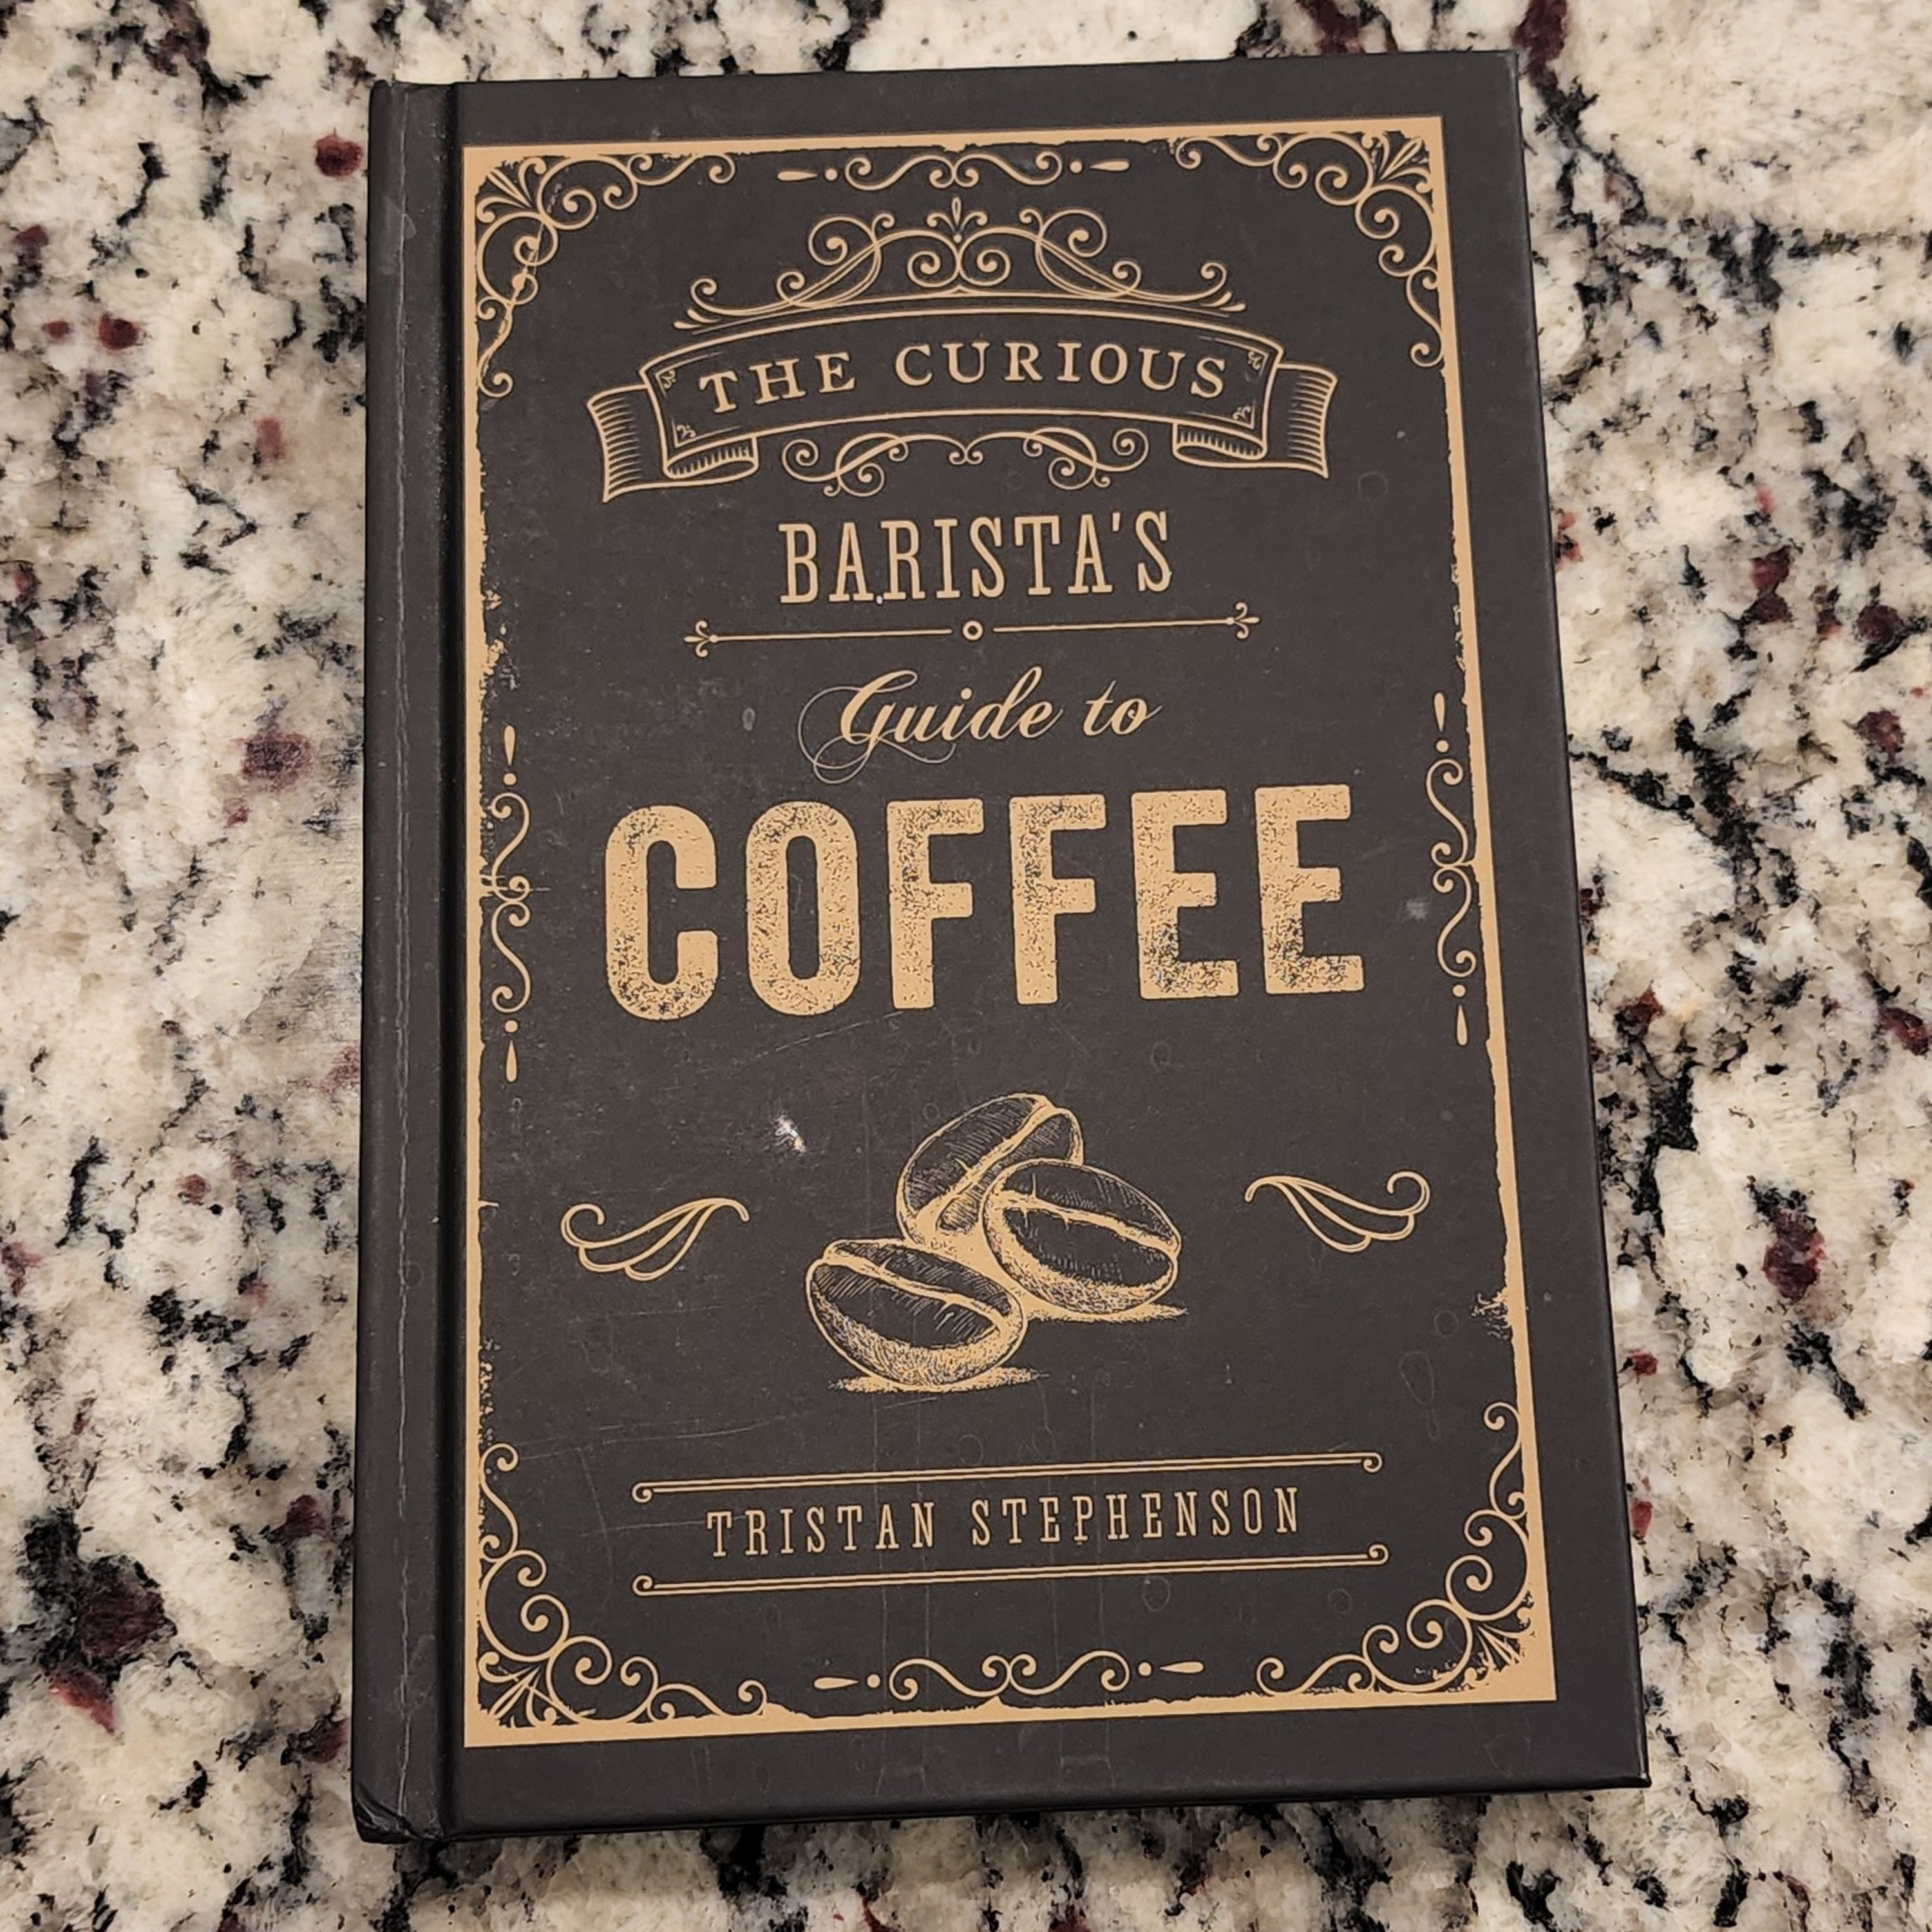 THE CURIOUS
BARISTA'S
Guide to
COFFEE
TRISTAN STEPHENSON